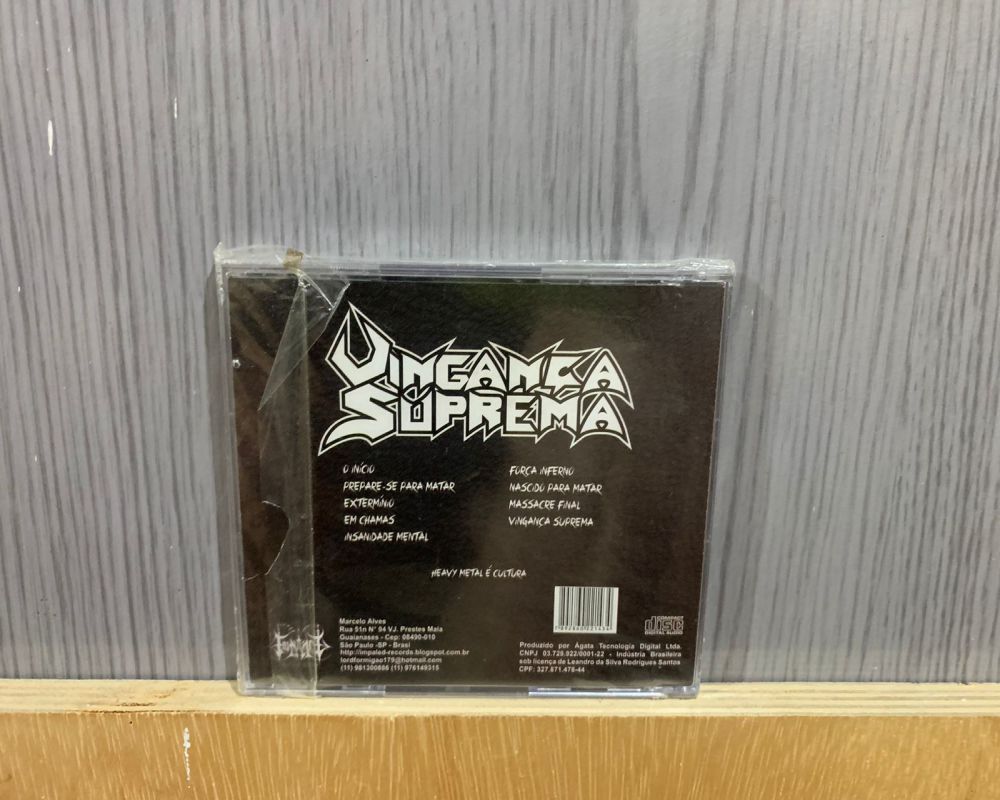 VINGANÇA
SUPREMA
O INÍCIO
PREPARE-SE PARA MATAR
EXTERMÍNIO
EM CHAMAS
INSANIDADE MENTAL
FORÇA INFERNO
NASCIDO PARA MATAR
MASSACRE FINAL
VINGANÇA SUPREMA
HEAVY METAL É CULTURA
Marcelo Alves
Rua 51n N° 94 VJ. Prestes Maia
Guaianases - Cep: 08490-010
São Paulo -SP - Brasi
http://impaled-records.blogspot.com.br
lordformigao179@hotmail.com
(11) 981300686 (11) 976149315
COMPACT
disc
DIGITAL AUDIO
Produzido por Ágata Tecnologia Digital Ltda.
CNPJ 03.729.922/0001-22 - Indústria Brasileira
sob licença de Leandro da Silva Rodrigues Santos
CPF: 327.871.478-44